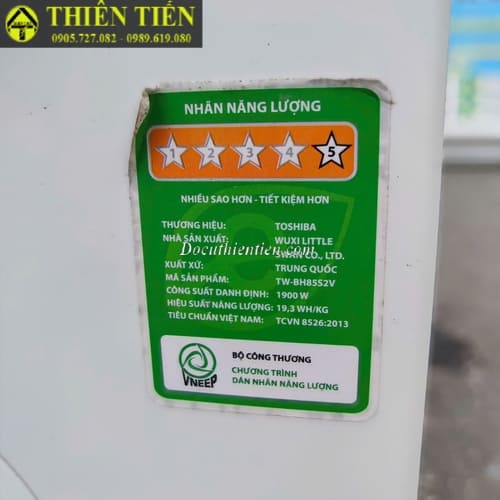 THIÊN TIẾN
0905.727.082 - 0989.619.080
NHÃN NĂNG LƯỢNG
1 2 3 4 5
NHIỀU SAO HƠN - TIẾT KIỆM HƠN
THƯƠNG HIỆU: TOSHIBA
NHÀ SẢN XUẤT: WUXI LITTLE
SWAN CO., LTD.
Docuthientien.com
XUẤT XỨ: TRUNG QUỐC
MÃ SẢN PHẨM: TW-BH85S2V
CÔNG SUẤT DANH ĐỊNH: 1900 W
HIỆU SUẤT NĂNG LƯỢNG: 19,3 WH/KG
TIÊU CHUẨN VIỆT NAM: TCVN 8526:2013
VNEEP
BỘ CÔNG THƯƠNG
CHƯƠNG TRÌNH
DÁN NHÃN NĂNG LƯỢNG